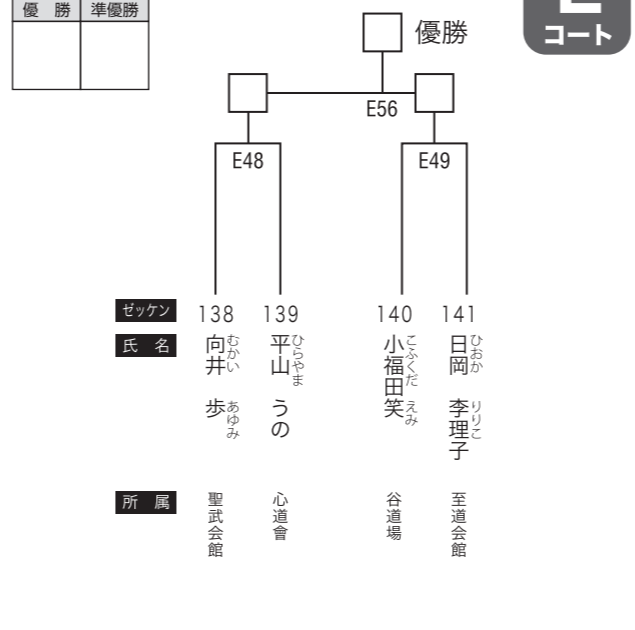 優 勝 準優勝
E
コート
優勝
E56
E48 E49
ゼッケン 138 139 140 141
氏 名
向井 歩
むかい あゆみ
平山 うの
ひらやま
小福田 笑
こふくだ えみ
日岡 李理子
ひおか りりこ
所 属
聖武会館
心道會
谷道場
至道会館